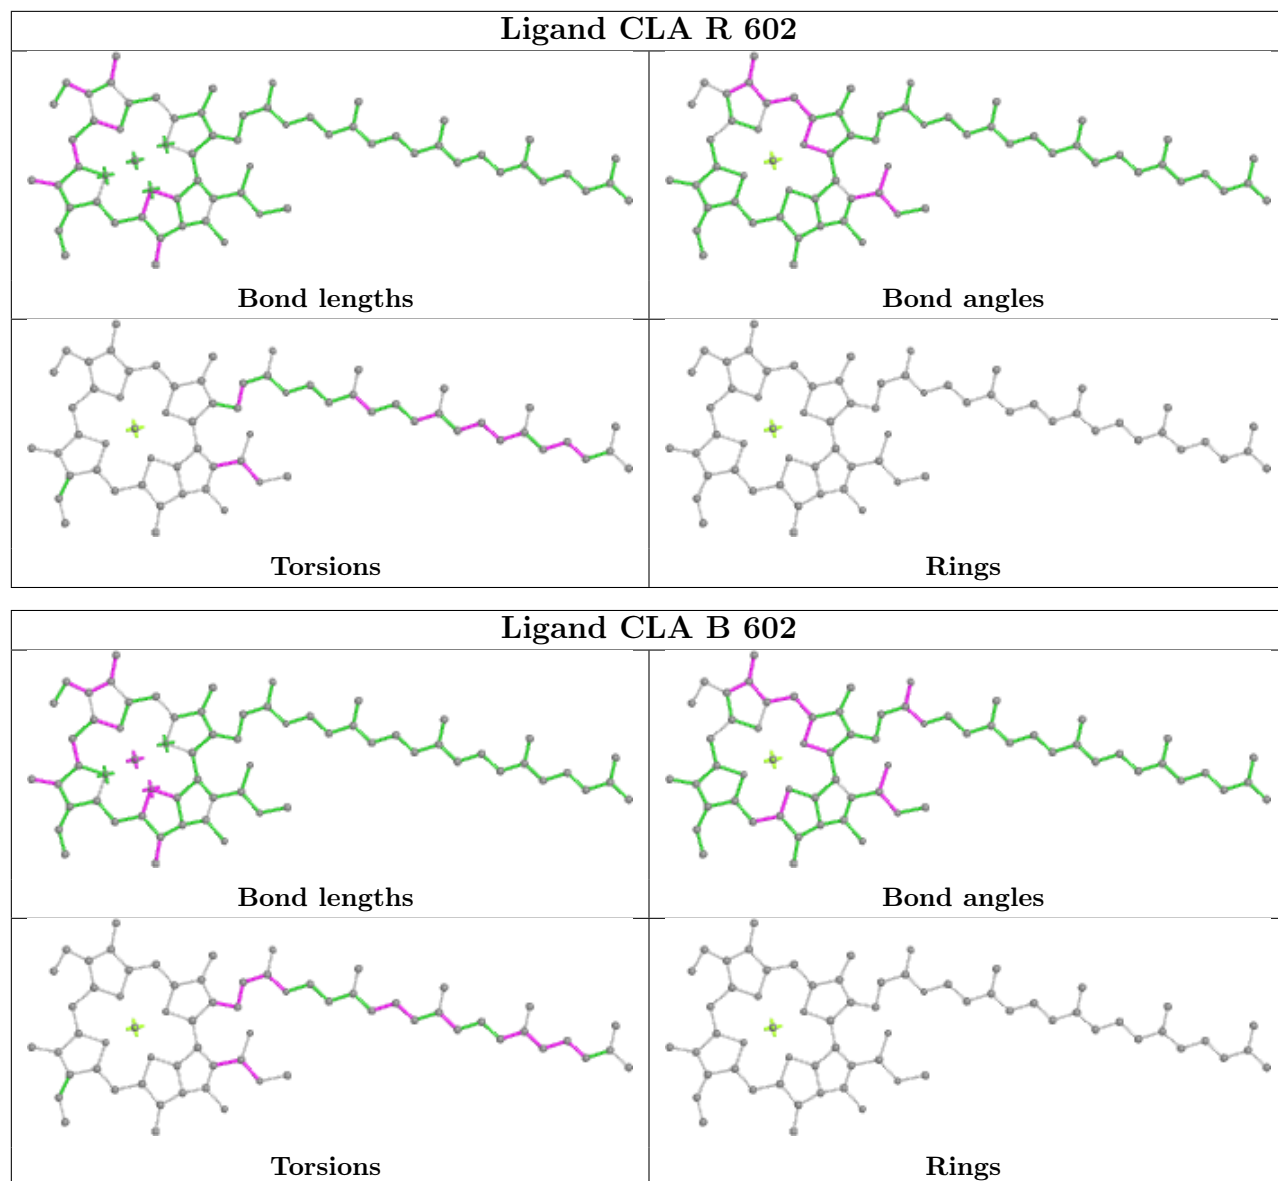 Ligand CLA R 602
Bond lengths
Bond angles
Torsions
Rings
Ligand CLA B 602
Bond lengths
Bond angles
Torsions
Rings